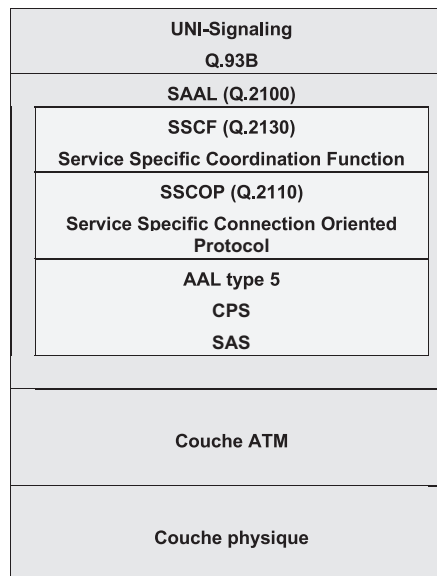 UNI-Signaling
Q.93B
SAAL (Q.2100)
SSCF (Q.2130)
Service Specific Coordination Function
SSCOP (Q.2110)
Service Specific Connection Oriented
Protocol
AAL type 5
CPS
SAS
Couche ATM
Couche physique